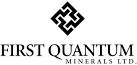 FIRST QUANTUM
MINERALS LTD.